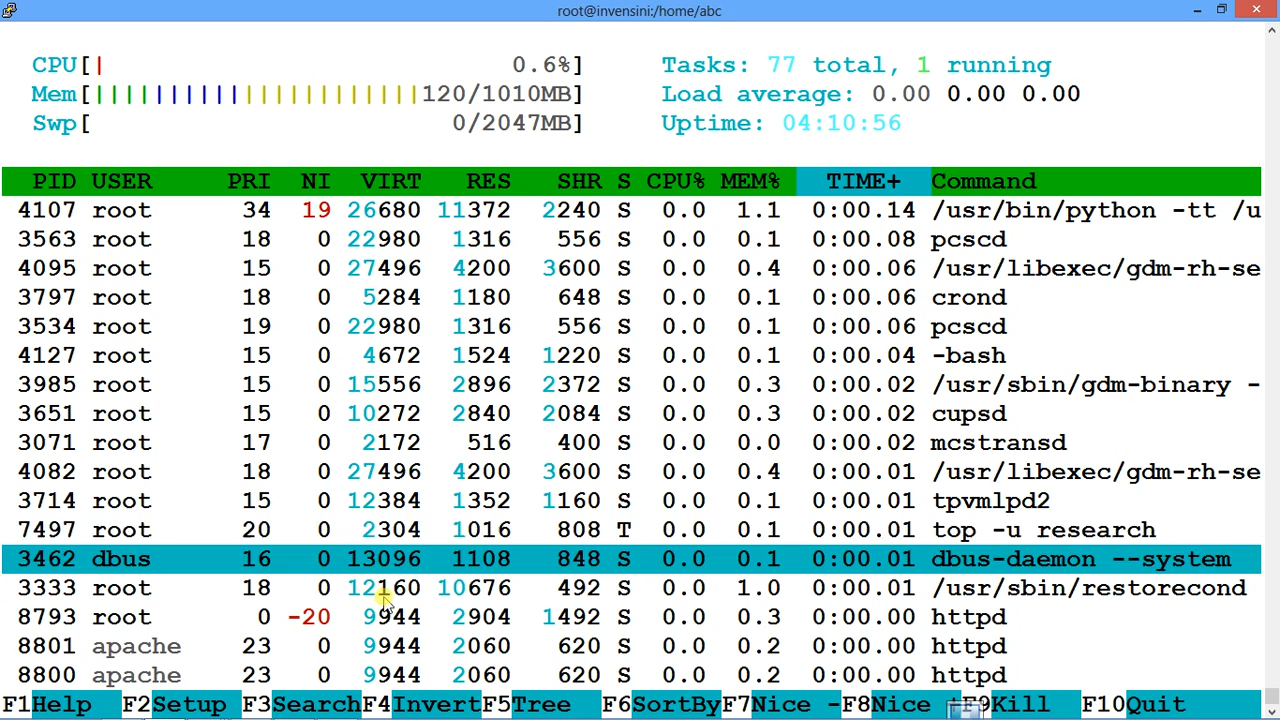 root@invensini:/home/abc
CPU[| 0.6%] Tasks: 77 total, 1 running
Mem[||||||||||||||||||||||120/1010MB] Load average: 0.00 0.00 0.00
Swp[ 0/2047MB] Uptime: 04:10:56
PID USER PRI NI VIRT RES SHR S CPU% MEM% TIME+ Command
4107 root 34 19 26680 11372 2240 S 0.0 1.1 0:00.14 /usr/bin/python -tt /u
3563 root 18 0 22980 1316 556 S 0.0 0.1 0:00.08 pcscd
4095 root 15 0 27496 4200 3600 S 0.0 0.4 0:00.06 /usr/libexec/gdm-rh-se
3797 root 18 0 5284 1180 648 S 0.0 0.1 0:00.06 crond
3534 root 19 0 22980 1316 556 S 0.0 0.1 0:00.06 pcscd
4127 root 15 0 4672 1524 1220 S 0.0 0.1 0:00.04 -bash
3985 root 15 0 15556 2896 2372 S 0.0 0.3 0:00.02 /usr/sbin/gdm-binary -
3651 root 15 0 10272 2840 2084 S 0.0 0.3 0:00.02 cupsd
3071 root 17 0 2172 516 400 S 0.0 0.0 0:00.02 mcstransd
4082 root 18 0 27496 4200 3600 S 0.0 0.4 0:00.01 /usr/libexec/gdm-rh-se
3714 root 15 0 12384 1352 1160 S 0.0 0.1 0:00.01 tpvmlpd2
7497 root 20 0 2304 1016 808 T 0.0 0.1 0:00.01 top -u research
3462 dbus 16 0 13096 1108 848 S 0.0 0.1 0:00.01 dbus-daemon --system
3333 root 18 0 12160 10676 492 S 0.0 1.0 0:00.01 /usr/sbin/restorecond
8793 root 0 -20 9944 2904 1492 S 0.0 0.3 0:00.00 httpd
8801 apache 23 0 9944 2060 620 S 0.0 0.2 0:00.00 httpd
8800 apache 23 0 9944 2060 620 S 0.0 0.2 0:00.00 httpd
F1Help F2Setup F3SearchF4InvertF5Tree F6SortByF7Nice -F8Nice +F9Kill F10Quit